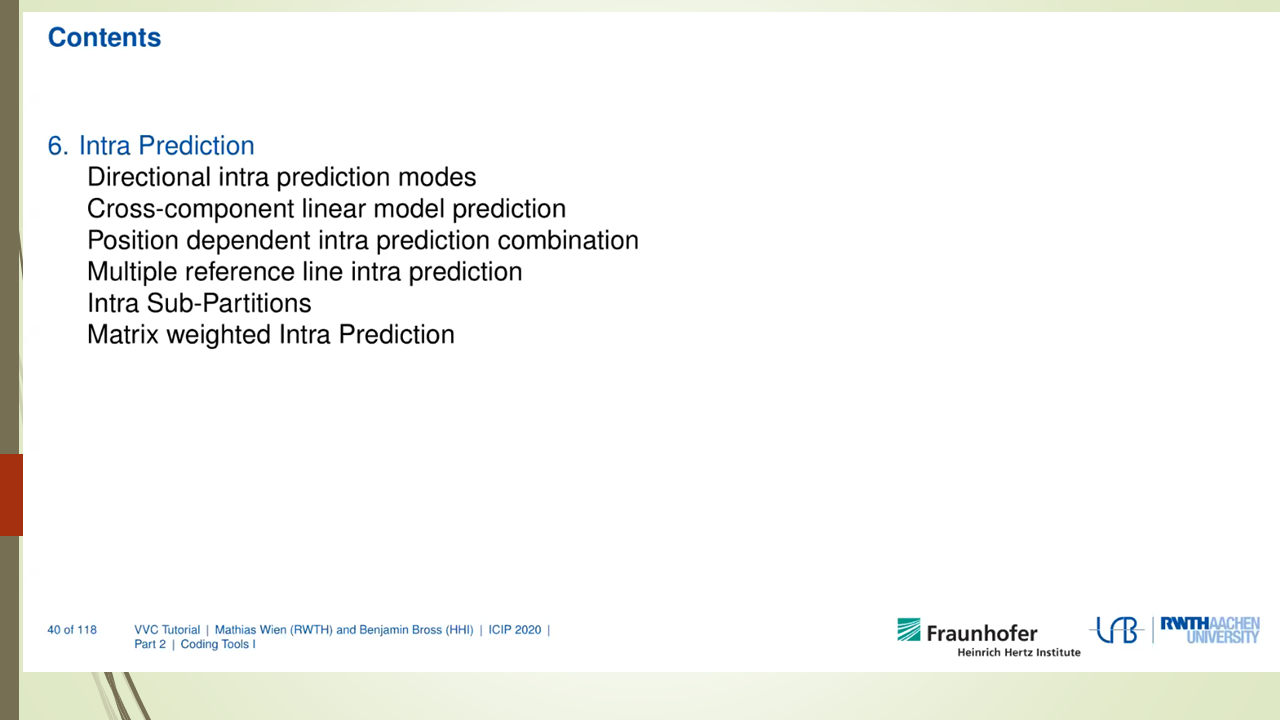 Contents
6. Intra Prediction
Directional intra prediction modes
Cross-component linear model prediction
Position dependent intra prediction combination
Multiple reference line intra prediction
Intra Sub-Partitions
Matrix weighted Intra Prediction
40 of 118
VVC Tutorial | Mathias Wien (RWTH) and Benjamin Bross (HHI) | ICIP 2020 |
Part 2 | Coding Tools I
Fraunhofer
Heinrich Hertz Institute
RWTH AACHEN
UNIVERSITY